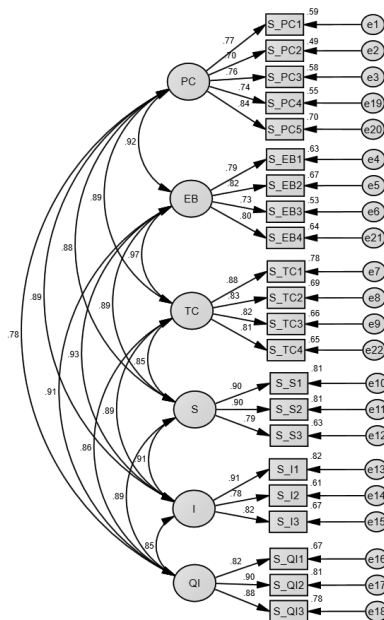 .59
.77 S_PC1 e1
.49
.70 S_PC2 e2
.58
.76 S_PC3 e3
PC
.55
.74 S_PC4 e19
.70
.84 S_PC5 e20
.92
.63
.79 S_EB1 e4
.67
.82 S_EB2 e5
.89
EB
.53
.73 S_EB3 e6
.64
.80 S_EB4 e21
.88
.97
.78
.88 S_TC1 e7
.69
.83 S_TC2 e8
.89
.89
TC
.66
.82 S_TC3 e9
.65
.81 S_TC4 e22
.78
.93
.85
.81
.90 S_S1 e10
.81
.91
.89
S
.90 S_S2 e11
.63
.79 S_S3 e12
.86
.91
.82
.91 S_I1 e13
.61
.89
I
.78 S_I2 e14
.67
.82 S_I3 e15
.85
.67
.82 S_QI1 e16
.81
QI
.90 S_QI2 e17
.78
.88 S_QI3 e18